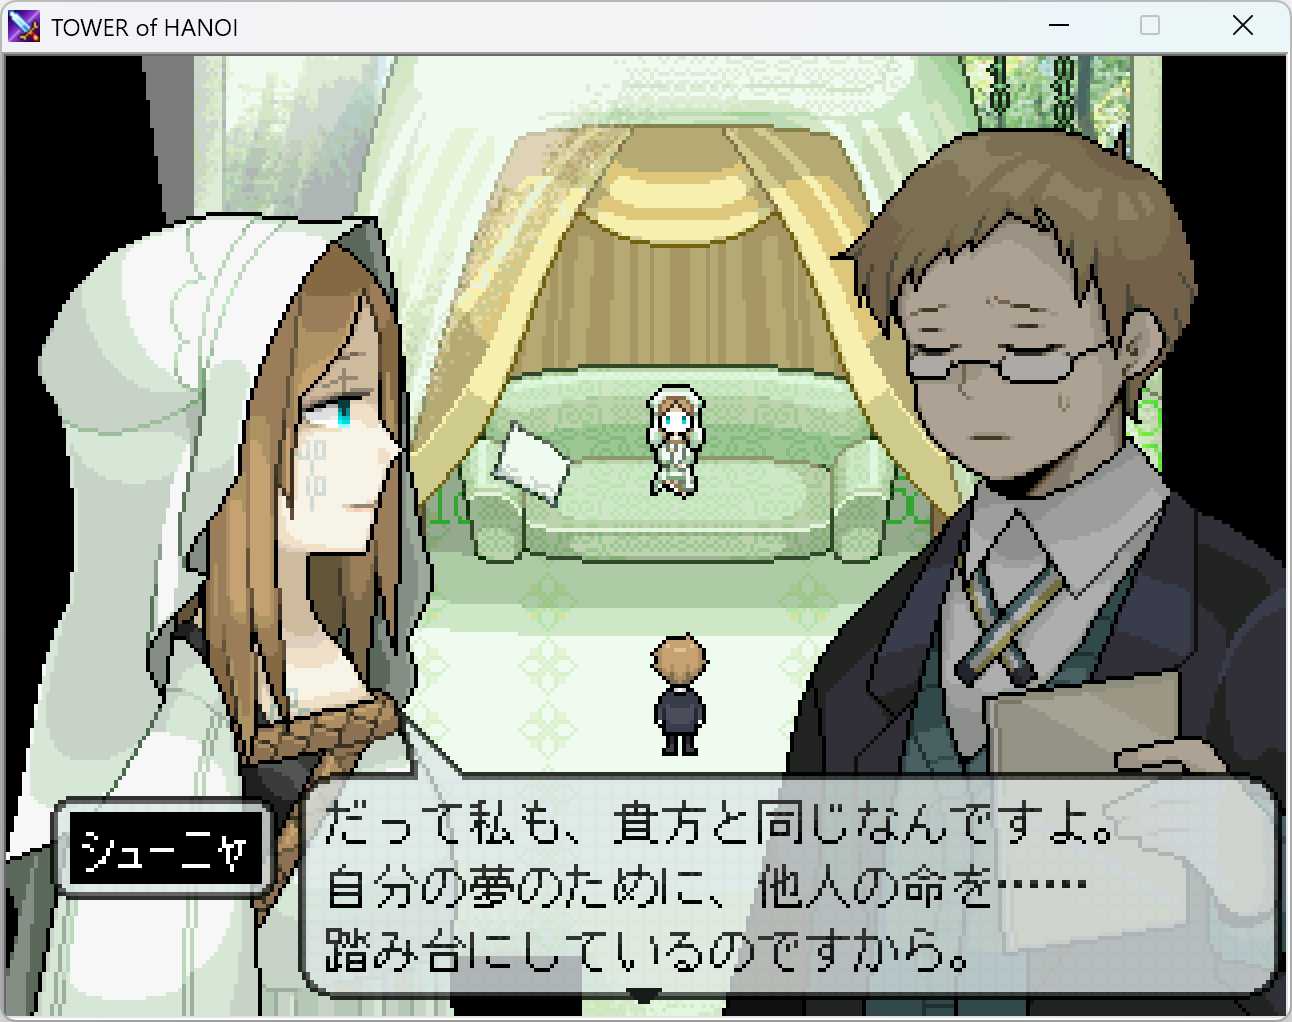 TOWER of HANOI
シューニャ
だって私も、貴方と同じなんですよ。
自分の夢のために、他人の命を……
踏み台にしているのですから。